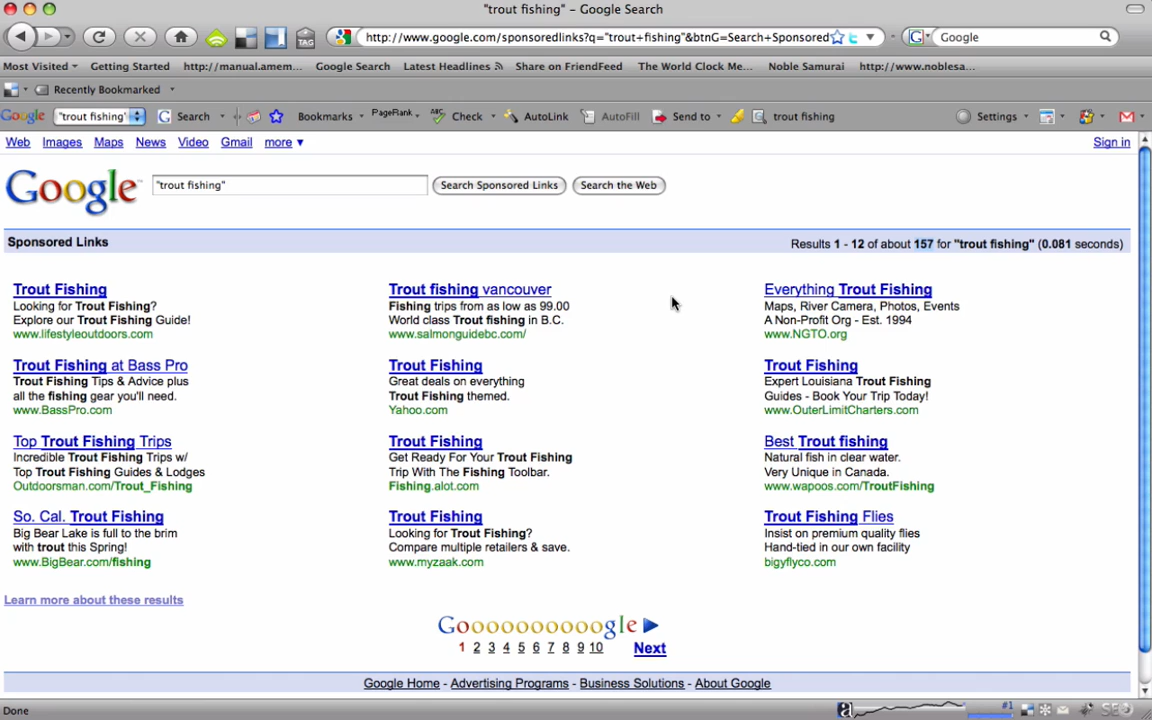 "trout fishing" – Google Search
http://www.google.com/sponsoredlinks?q="trout+fishing"&btnG=Search+Sponsored
Google
Most Visited Getting Started http://manual.amem... Google Search Latest Headlines Share on FriendFeed The World Clock Me... Noble Samurai http://www.noblesa...
Recently Bookmarked
Google "trout fishing" Search Bookmarks PageRank Check AutoLink AutoFill Send to trout fishing Settings
Web Images Maps News Video Gmail more Sign in
Google "trout fishing" Search Sponsored Links Search the Web
Sponsored Links Results 1 - 12 of about 157 for "trout fishing" (0.081 seconds)
Trout Fishing
Looking for Trout Fishing?
Explore our Trout Fishing Guide!
www.lifestyleoutdoors.com
Trout fishing vancouver
Fishing trips from as low as 99.00
World class Trout fishing in B.C.
www.salmonguidebc.com/
Everything Trout Fishing
Maps, River Camera, Photos, Events
A Non-Profit Org - Est. 1994
www.NGTO.org
Trout Fishing at Bass Pro
Trout Fishing Tips & Advice plus
all the fishing gear you'll need.
www.BassPro.com
Trout Fishing
Great deals on everything
Trout Fishing themed.
Yahoo.com
Trout Fishing
Expert Louisiana Trout Fishing
Guides - Book Your Trip Today!
www.OuterLimitCharters.com
Top Trout Fishing Trips
Incredible Trout Fishing Trips w/
Top Trout Fishing Guides & Lodges
Outdoorsman.com/Trout_Fishing
Trout Fishing
Get Ready For Your Trout Fishing
Trip With The Fishing Toolbar.
Fishing.alot.com
Best Trout fishing
Natural fish in clear water.
Very Unique in Canada.
www.wapoos.com/TroutFishing
So. Cal. Trout Fishing
Big Bear Lake is full to the brim
with trout this Spring!
www.BigBear.com/fishing
Trout Fishing
Looking for Trout Fishing?
Compare multiple retailers & save.
www.myzaak.com
Trout Fishing Flies
Insist on premium quality flies
Hand-tied in our own facility
bigyflyco.com
Learn more about these results
Goooooooooogle
1 2 3 4 5 6 7 8 9 10 Next
Google Home - Advertising Programs - Business Solutions - About Google
Done #1